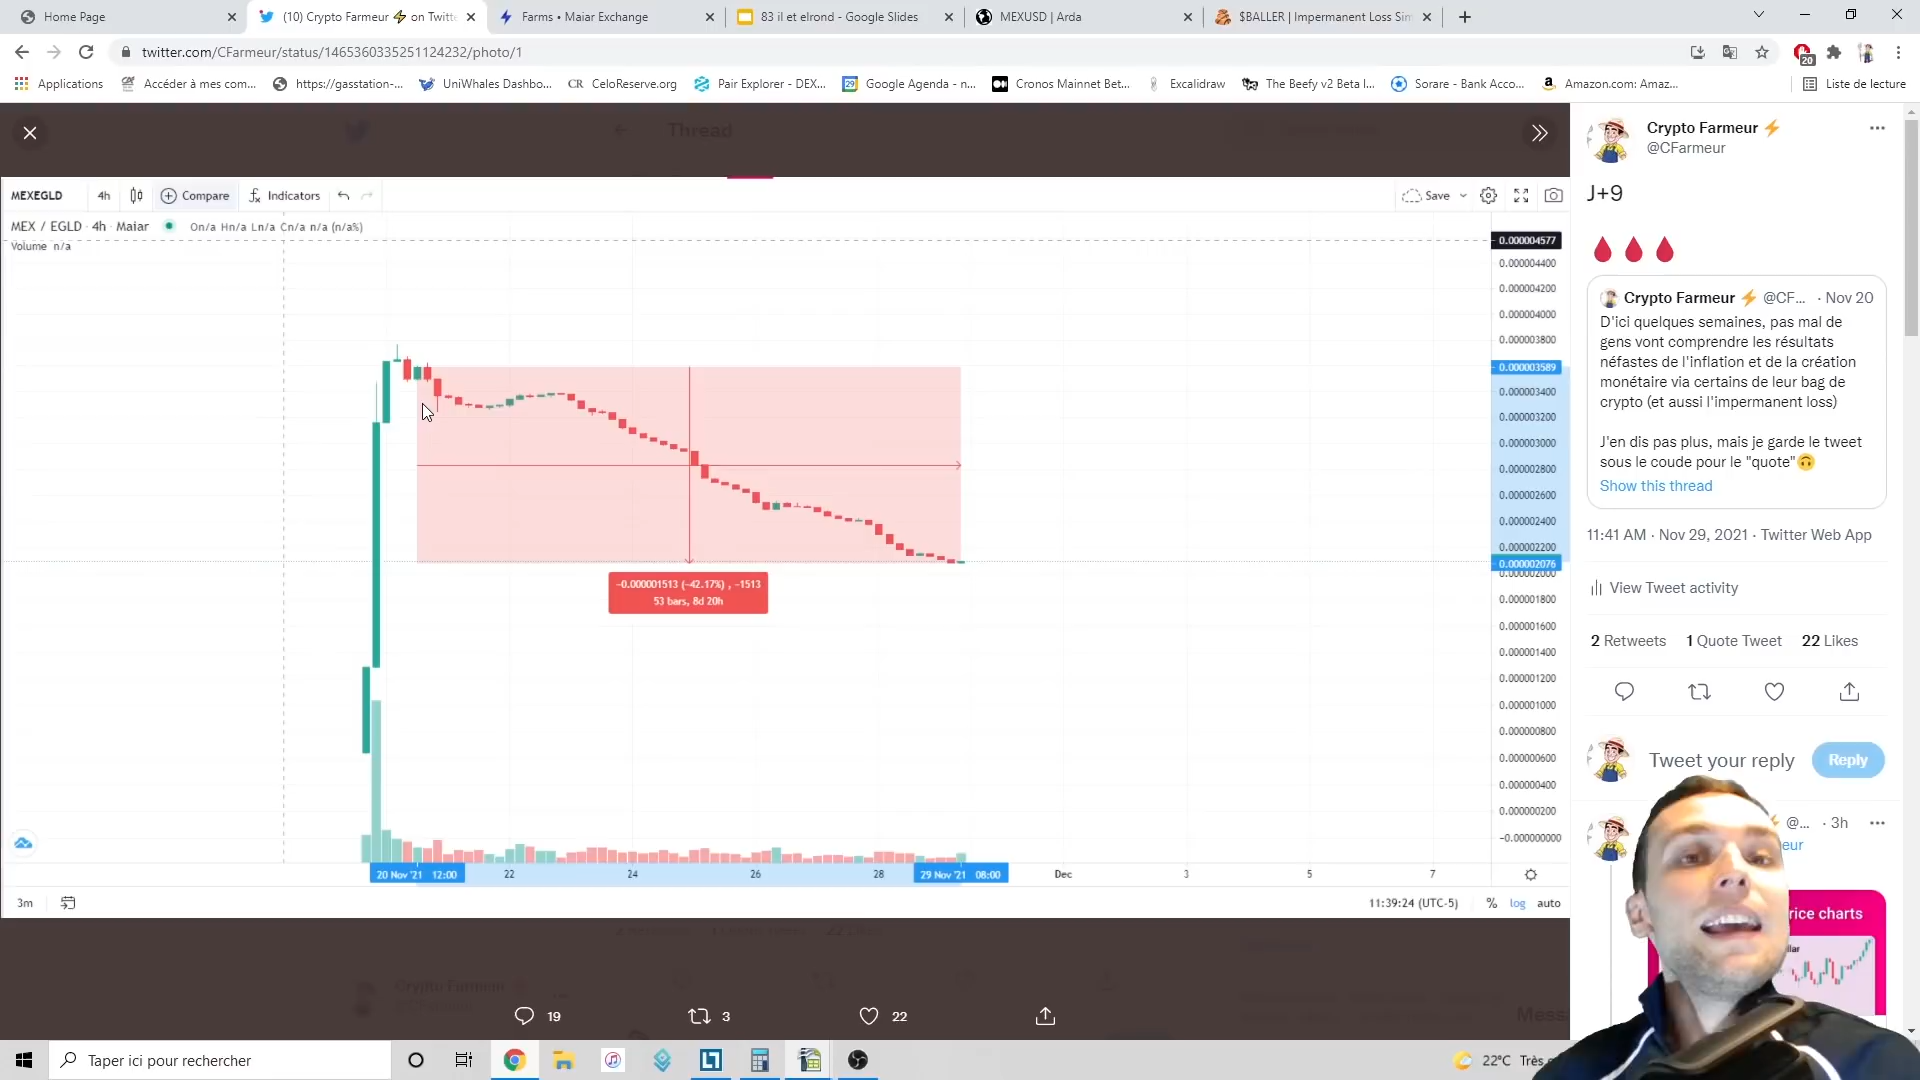 Home Page
(10) Crypto Farmeur ⚡ on Twitte
Farms • Maiar Exchange
83 il et elrond - Google Slides
MEXUSD | Arda
$BALLER | Impermanent Loss Sim
twitter.com/CFarmeur/status/1465360335251124232/photo/1
20
Applications
Accéder à mes com...
https://gasstation-...
UniWhales Dashbo...
CR CeloReserve.org
Pair Explorer - DEX...
29 Google Agenda - n...
Cronos Mainnet Bet...
Excalidraw
The Beefy v2 Beta l...
Sorare - Bank Acco...
Amazon.com: Amaz...
Liste de lecture
Thread
MEXEGLD
4h
Compare
Indicators
Save
MEX / EGLD · 4h · Maiar
On/a Hn/a Ln/a Cn/a n/a (n/a%)
Volume n/a
0.000004577
0.000004400
0.000004200
0.000004000
0.000003800
0.000003589
0.000003400
0.000003200
0.000003000
0.000002800
0.000002600
0.000002400
0.000002200
0.000002076
0.000002000
0.000001800
0.000001600
0.000001400
0.000001200
0.000001000
0.000000800
0.000000600
0.000000400
0.000000200
-0.000000000
-0.000001513 (-42.17%) , -1513
53 bars, 8d 20h
20 Nov '21 12:00
22
24
26
28
29 Nov '21 08:00
Dec
3
5
7
3m
11:39:24 (UTC-5)
%
log
auto
19
3
22
Crypto Farmeur ⚡
@CFarmeur
J+9
🩸🩸🩸
Crypto Farmeur ⚡ @CF... · Nov 20
D'ici quelques semaines, pas mal de
gens vont comprendre les résultats
néfastes de l'inflation et de la création
monétaire via certains de leur bag de
crypto (et aussi l'impermanent loss)
J'en dis pas plus, mais je garde le tweet
sous le coude pour le "quote"🙃
Show this thread
11:41 AM · Nov 29, 2021 · Twitter Web App
View Tweet activity
2 Retweets
1 Quote Tweet
22 Likes
Tweet your reply
Reply
@... · 3h
eur
rice charts
Taper ici pour rechercher
22°C